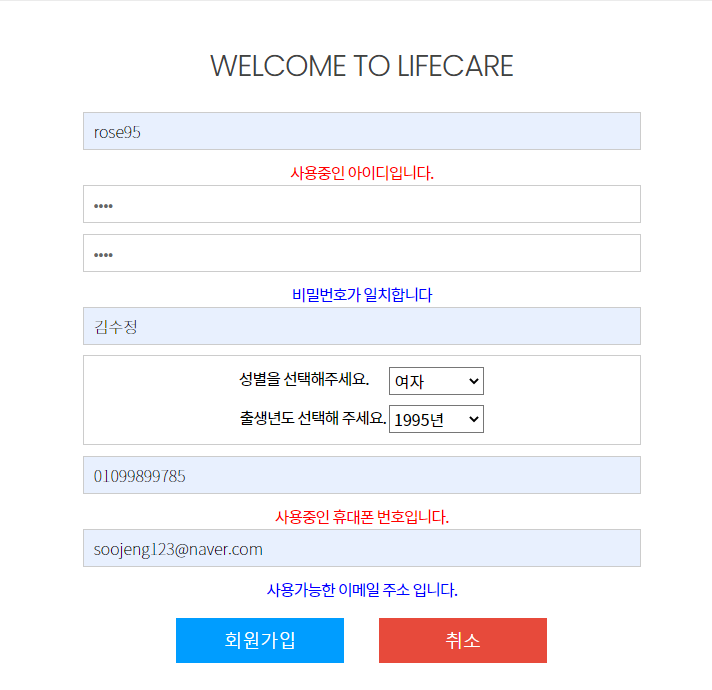 WELCOME TO LIFECARE
rose95
사용중인 아이디입니다.
••••
••••
비밀번호가 일치합니다
김수정
성별을 선택해주세요. 여자
출생년도 선택해 주세요. 1995년
01099899785
사용중인 휴대폰 번호입니다.
soojeng123@naver.com
사용가능한 이메일 주소 입니다.
회원가입 취소